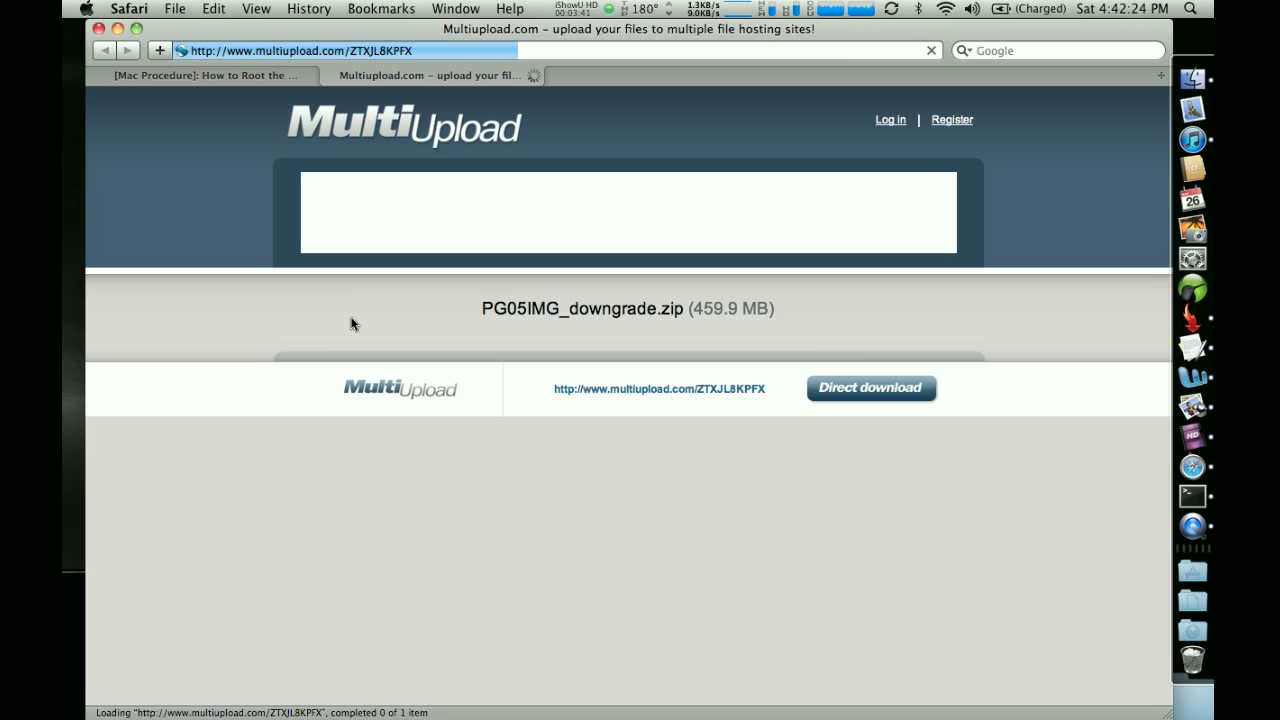 Safari File Edit View History Bookmarks Window Help iShowU HD 00:03:41 180° 1.3KB/s 9.0KB/s (Charged) Sat 4:42:24 PM
Multiupload.com – upload your files to multiple file hosting sites!
http://www.multiupload.com/ZTXJL8KPFX Google
[Mac Procedure]: How to Root the ... Multiupload.com – upload your fil...
MultiUpload
Log in | Register
PG05IMG_downgrade.zip (459.9 MB)
MultiUpload http://www.multiupload.com/ZTXJL8KPFX Direct download
26
HD
Loading "http://www.multiupload.com/ZTXJL8KPFX", completed 0 of 1 item